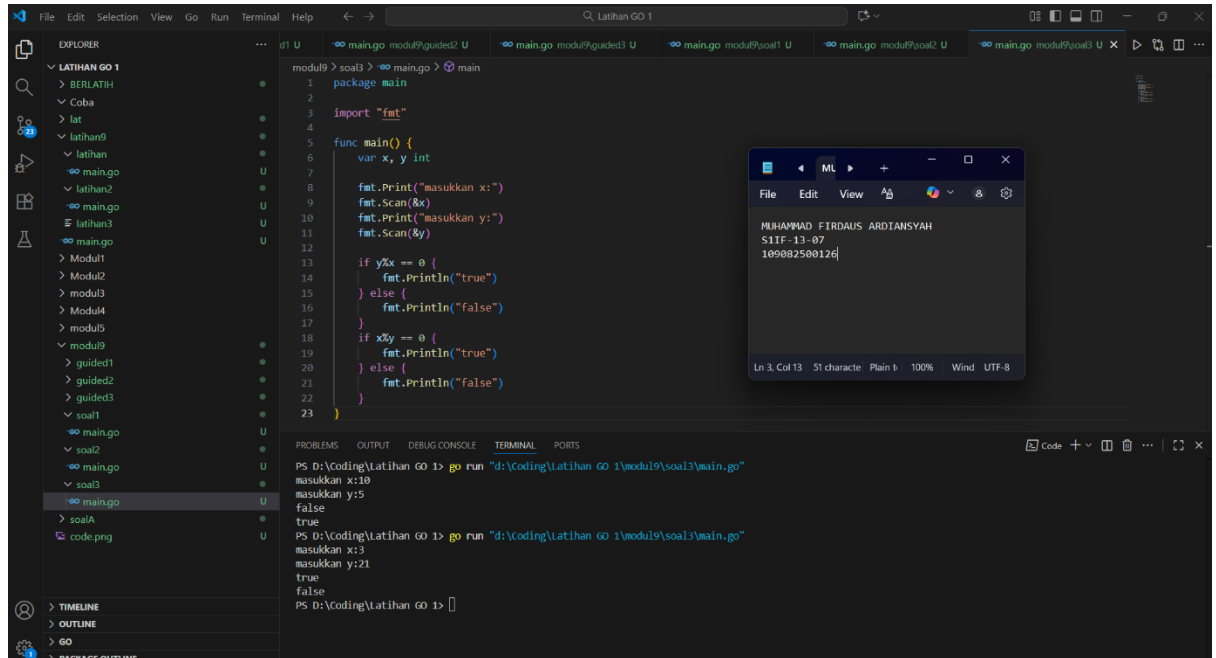 File Edit Selection View Go Run Terminal Help
Latihan GO 1
EXPLORER
LATIHAN GO 1
BERLATIH
Coba
lat
latihan9
latihan
main.go U
latihan2
main.go U
latihan3 U
main.go U
Modul1
Modul2
modul3
Modul4
modul5
modul9
guided1
guided2
guided3
soal1
main.go U
soal2
main.go U
soal3
main.go U
soalA
code.png U
TIMELINE
OUTLINE
GO
PACKAGE OUTLINE
23
1
d1 U main.go modul9\guided2 U main.go modul9\guided3 U main.go modul9\soal1 U main.go modul9\soal2 U main.go modul9\soal3 U
modul9 > soal3 > main.go > main
1 package main
2
3 import "fmt"
4
5 func main() {
6 var x, y int
7
8 fmt.Print("masukkan x:")
9 fmt.Scan(&x)
10 fmt.Print("masukkan y:")
11 fmt.Scan(&y)
12
13 if y%x == 0 {
14 fmt.Println("true")
15 } else {
16 fmt.Println("false")
17 }
18 if x%y == 0 {
19 fmt.Println("true")
20 } else {
21 fmt.Println("false")
22 }
23 }
MU
File Edit View
MUHAMMAD FIRDAUS ARDIANSYAH
S1IF-13-07
109082500126
Ln 3, Col 13 51 characte Plain t 100% Wind UTF-8
PROBLEMS OUTPUT DEBUG CONSOLE TERMINAL PORTS
Code
PS D:\Coding\Latihan GO 1> go run "d:\Coding\Latihan GO 1\modul9\soal3\main.go"
masukkan x:10
masukkan y:5
false
true
PS D:\Coding\Latihan GO 1> go run "d:\Coding\Latihan GO 1\modul9\soal3\main.go"
masukkan x:3
masukkan y:21
true
false
PS D:\Coding\Latihan GO 1>